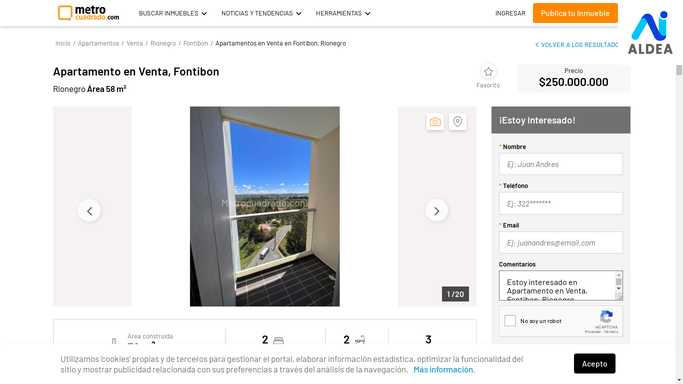 metro
cuadrado.com
BUSCAR INMUEBLES
NOTICIAS Y TENDENCIAS
HERRAMIENTAS
INGRESAR
Publica tu Inmueble
ALDEA
Inicio / Apartamentos / Venta / Rionegro / Fontibon / Apartamentos en Venta en Fontibon, Rionegro
< VOLVER A LOS RESULTADO
Apartamento en Venta, Fontibon
Rionegro Área 58 m²
Favorito
Precio
$250.000.000
Metrocuadrado.com
1 / 20
¡Estoy Interesado!
* Nombre
Ej: Juan Andres
* Teléfono
Ej: 322*******
* Email
Ej: juanandres@email.com
Comentarios
Estoy interesado en
Apartamento en Venta,
Fontibon, Rionegro
No soy un robot
reCAPTCHA
Privacidad - Términos
Área construida
2
2
3
Utilizamos 'cookies' propias y de terceros para gestionar el portal, elaborar información estadística, optimizar la funcionalidad del
sitio y mostrar publicidad relacionada con sus preferencias a través del análisis de la navegación. Más información.
Acepto